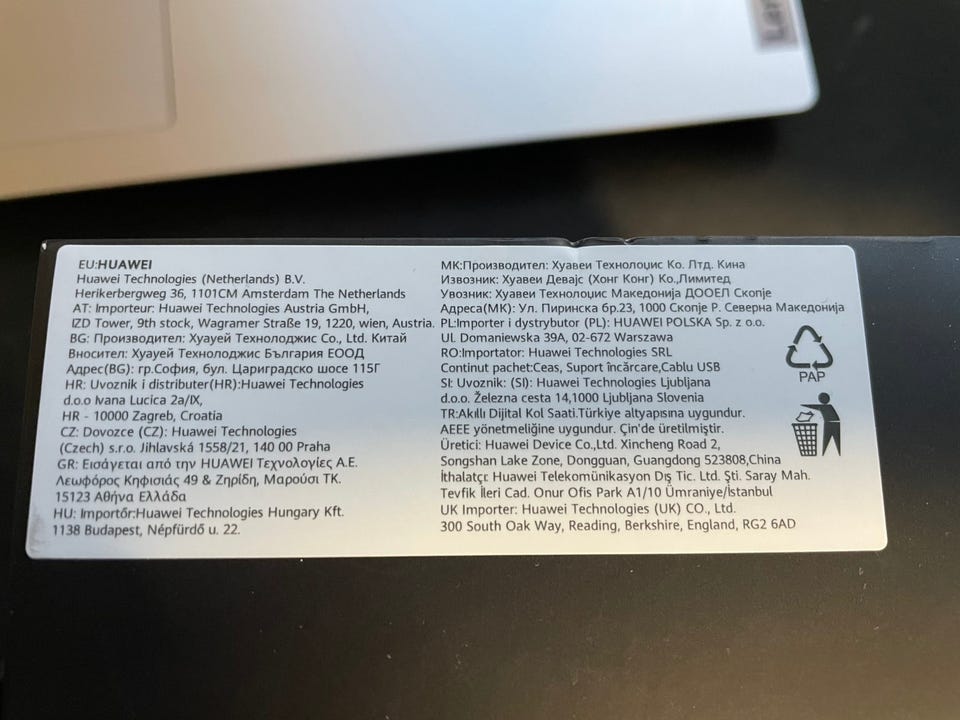 EU:HUAWEI
Huawei Technologies (Netherlands) B.V.
Herikerbergweg 36, 1101CM Amsterdam The Netherlands
AT: Importeur: Huawei Technologies Austria GmbH,
IZD Tower, 9th stock, Wagramer Straße 19, 1220, wien, Austria.
BG: Производител: Хуауей Технолоджис Со., Ltd. Китай
Вносител: Хуауей Технолоджис България ЕООД
Адрес(BG): гр.София, бул. Цариградско шосе 115Г
HR: Uvoznik i distributer(HR):Huawei Technologies
d.o.o Ivana Lucica 2a/IX,
HR - 10000 Zagreb, Croatia
CZ: Dovozce (CZ): Huawei Technologies
(Czech) s.r.o. Jihlavská 1558/21, 140 00 Praha
GR: Εισάγεται από την HUAWEI Τεχνολογίες Α.Ε.
Λεωφόρος Κηφισίας 49 & Ζηρίδη, Μαρούσι ΤΚ.
15123 Αθήνα Ελλάδα
HU: Importőr:Huawei Technologies Hungary Kft.
1138 Budapest, Népfürdő u. 22.
МК:Производител: Хуавеи Технолоџис Ко. Лтд. Кина
Извозник: Хуавеи Девајс (Хонг Конг) Ко.,Лимитед
Увозник: Хуавеи Технолоџис Македонија ДООЕЛ Скопје
Адреса(МК): Ул. Пиринска бр.23, 1000 Скопје Р. Северна Македонија
PL:Importer i dystrybutor (PL): HUAWEI POLSKA Sp. z o.o.
Ul. Domaniewska 39A, 02-672 Warszawa
RO:Importator: Huawei Technologies SRL
Continut pachet:Ceas, Suport încărcare,Cablu USB
SI: Uvoznik: (SI): Huawei Technologies Ljubljana
d.o.o. Železna cesta 14,1000 Ljubljana Slovenia
TR:Akıllı Dijital Kol Saati.Türkiye altyapısına uygundur.
AEEE yönetmeliğine uygundur. Çin'de üretilmiştir.
Üretici: Huawei Device Co.,Ltd. Xincheng Road 2,
Songshan Lake Zone, Dongguan, Guangdong 523808,China
İthalatçı: Huawei Telekomünikasyon Dış Tic. Ltd. Şti. Saray Mah.
Tevfik İleri Cad. Onur Ofis Park A1/10 Ümraniye/İstanbul
UK Importer: Huawei Technologies (UK) CO., Ltd.
300 South Oak Way, Reading, Berkshire, England, RG2 6AD
PAP